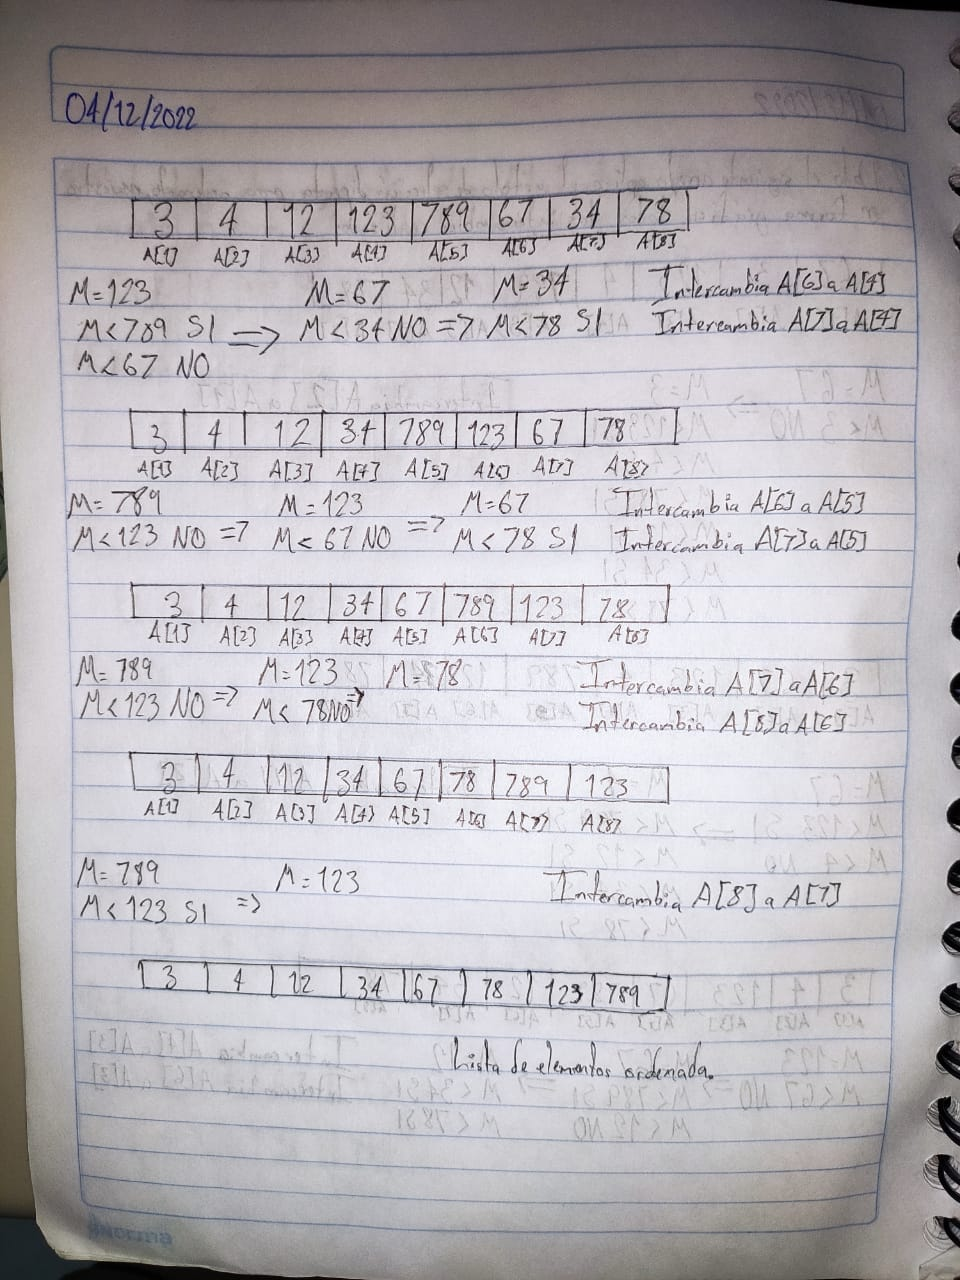 04/12/2022
3 4 12 123 789 67 34 78
A[1] A[2] A[3] A[4] A[5] A[6] A[7] A[8]
M=123 M=67 M=34 Intercambia A[6] a A[4]
M<789 SI => M<34 NO => M<78 SI Intercambia A[7] a A[4]
M<67 NO
3 4 12 34 789 123 67 78
A[1] A[2] A[3] A[4] A[5] A[6] A[7] A[8]
M=789 M=123 M=67 Intercambia A[6] a A[5]
M<123 NO => M<67 NO => M<78 SI Intercambia A[7] a A[5]
3 4 12 34 67 789 123 78
A[1] A[2] A[3] A[4] A[5] A[6] A[7] A[8]
M=789 M=123 M=78 Intercambia A[7] a A[6]
M<123 NO => M<78 NO => Intercambia A[8] a A[6]
3 4 12 34 67 78 789 123
A[1] A[2] A[3] A[4] A[5] A[6] A[7] A[8]
M=789 M=123 Intercambia A[8] a A[7]
M<123 SI =>
3 4 12 34 67 78 123 789
Lista de elementos ordenada.
norma